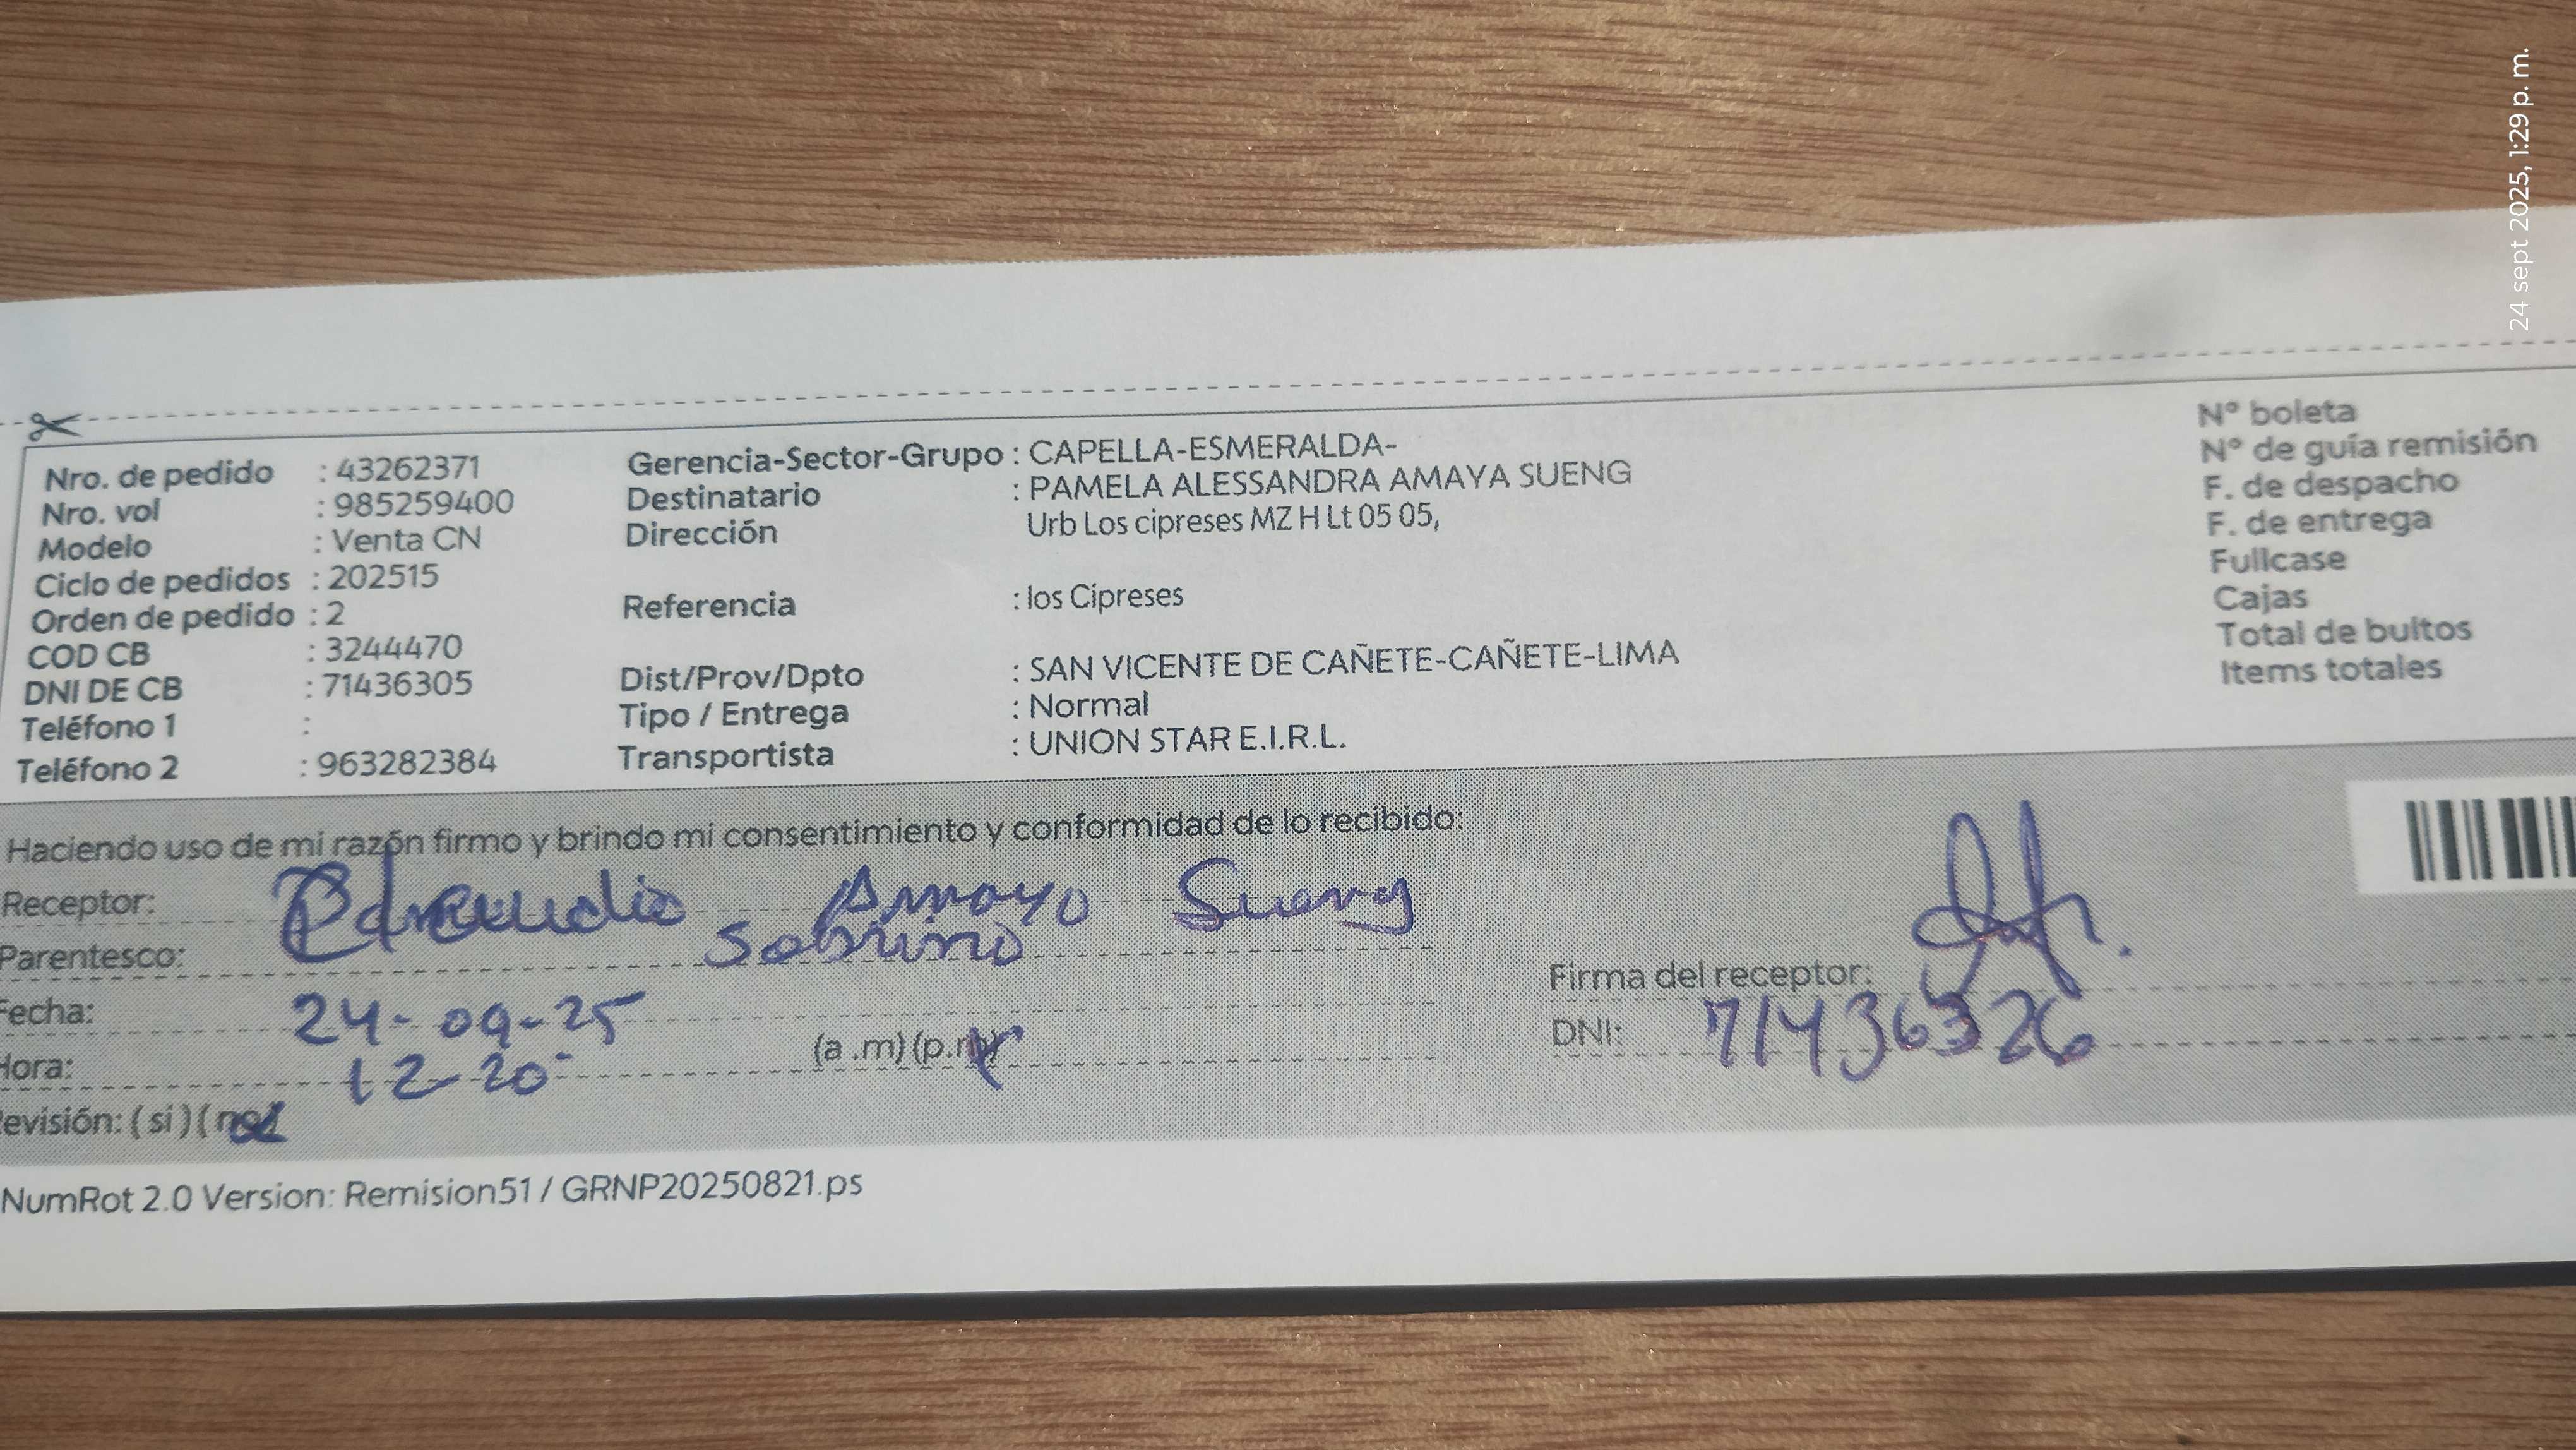 24 sept 2025, 1:29 p. m.
Nro. de pedido : 43262371
Nro. vol : 985259400
Modelo : Venta CN
Ciclo de pedidos : 202515
Orden de pedido : 2
COD CB : 3244470
DNI DE CB : 71436305
Teléfono 1 :
Teléfono 2 : 963282384
Gerencia-Sector-Grupo : CAPELLA-ESMERALDA-
Destinatario : PAMELA ALESSANDRA AMAYA SUENG
Dirección Urb Los cipreses MZ H Lt 05 05,
Referencia : los Cipreses
Dist/Prov/Dpto : SAN VICENTE DE CAÑETE-CAÑETE-LIMA
Tipo / Entrega : Normal
Transportista : UNION STAR E.I.R.L.
N° boleta
N° de guía remisión
F. de despacho
F. de entrega
Fullcase
Cajas
Total de bultos
Items totales
Haciendo uso de mi razón firmo y brindo mi consentimiento y conformidad de lo recibido:
Receptor: Amayo Sueng
Parentesco: Sobrino
Fecha: 24-09-25
Hora: 12-20 (a .m) (p.m)
evisión: ( si ) ( no
Firma del receptor:
DNI: 71436326
NumRot 2.0 Version: Remision51 / GRNP20250821.ps